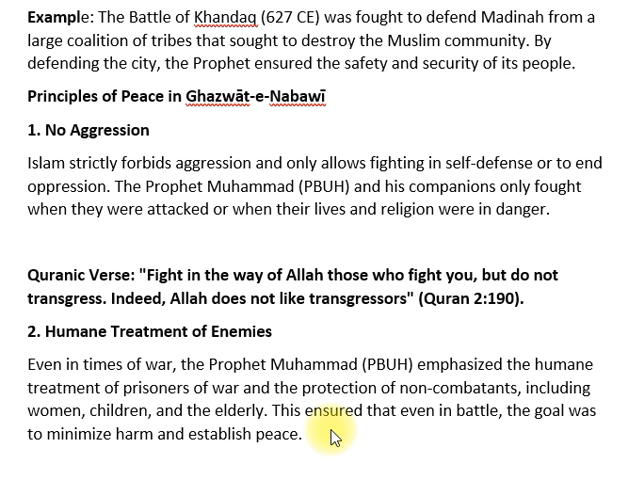 Example: The Battle of Khandaq (627 CE) was fought to defend Madinah from a
large coalition of tribes that sought to destroy the Muslim community. By
defending the city, the Prophet ensured the safety and security of its people.
Principles of Peace in Ghazwāt-e-Nabawī
1. No Aggression
Islam strictly forbids aggression and only allows fighting in self-defense or to end
oppression. The Prophet Muhammad (PBUH) and his companions only fought
when they were attacked or when their lives and religion were in danger.
Quranic Verse: "Fight in the way of Allah those who fight you, but do not
transgress. Indeed, Allah does not like transgressors" (Quran 2:190).
2. Humane Treatment of Enemies
Even in times of war, the Prophet Muhammad (PBUH) emphasized the humane
treatment of prisoners of war and the protection of non-combatants, including
women, children, and the elderly. This ensured that even in battle, the goal was
to minimize harm and establish peace.